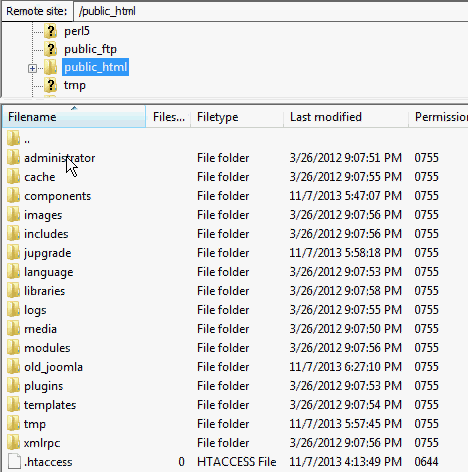 Remote site: /public_html
perl5
public_ftp
public_html
tmp
Filename Files... Filetype Last modified Permission
..
administrator File folder 3/26/2012 9:07:51 PM 0755
cache File folder 3/26/2012 9:07:55 PM 0755
components File folder 11/7/2013 5:47:07 PM 0755
images File folder 3/26/2012 9:07:56 PM 0755
includes File folder 3/26/2012 9:07:56 PM 0755
jupgrade File folder 11/7/2013 5:58:18 PM 0755
language File folder 3/26/2012 9:07:53 PM 0755
libraries File folder 3/26/2012 9:07:58 PM 0755
logs File folder 3/26/2012 9:07:55 PM 0755
media File folder 3/26/2012 9:07:50 PM 0755
modules File folder 3/26/2012 9:07:56 PM 0755
old_joomla File folder 11/7/2013 6:27:10 PM 0755
plugins File folder 3/26/2012 9:07:53 PM 0755
templates File folder 3/26/2012 9:07:54 PM 0755
tmp File folder 11/7/2013 5:57:45 PM 0755
xmlrpc File folder 3/26/2012 9:07:56 PM 0755
.htaccess 0 HTACCESS File 11/7/2013 4:13:49 PM 0644